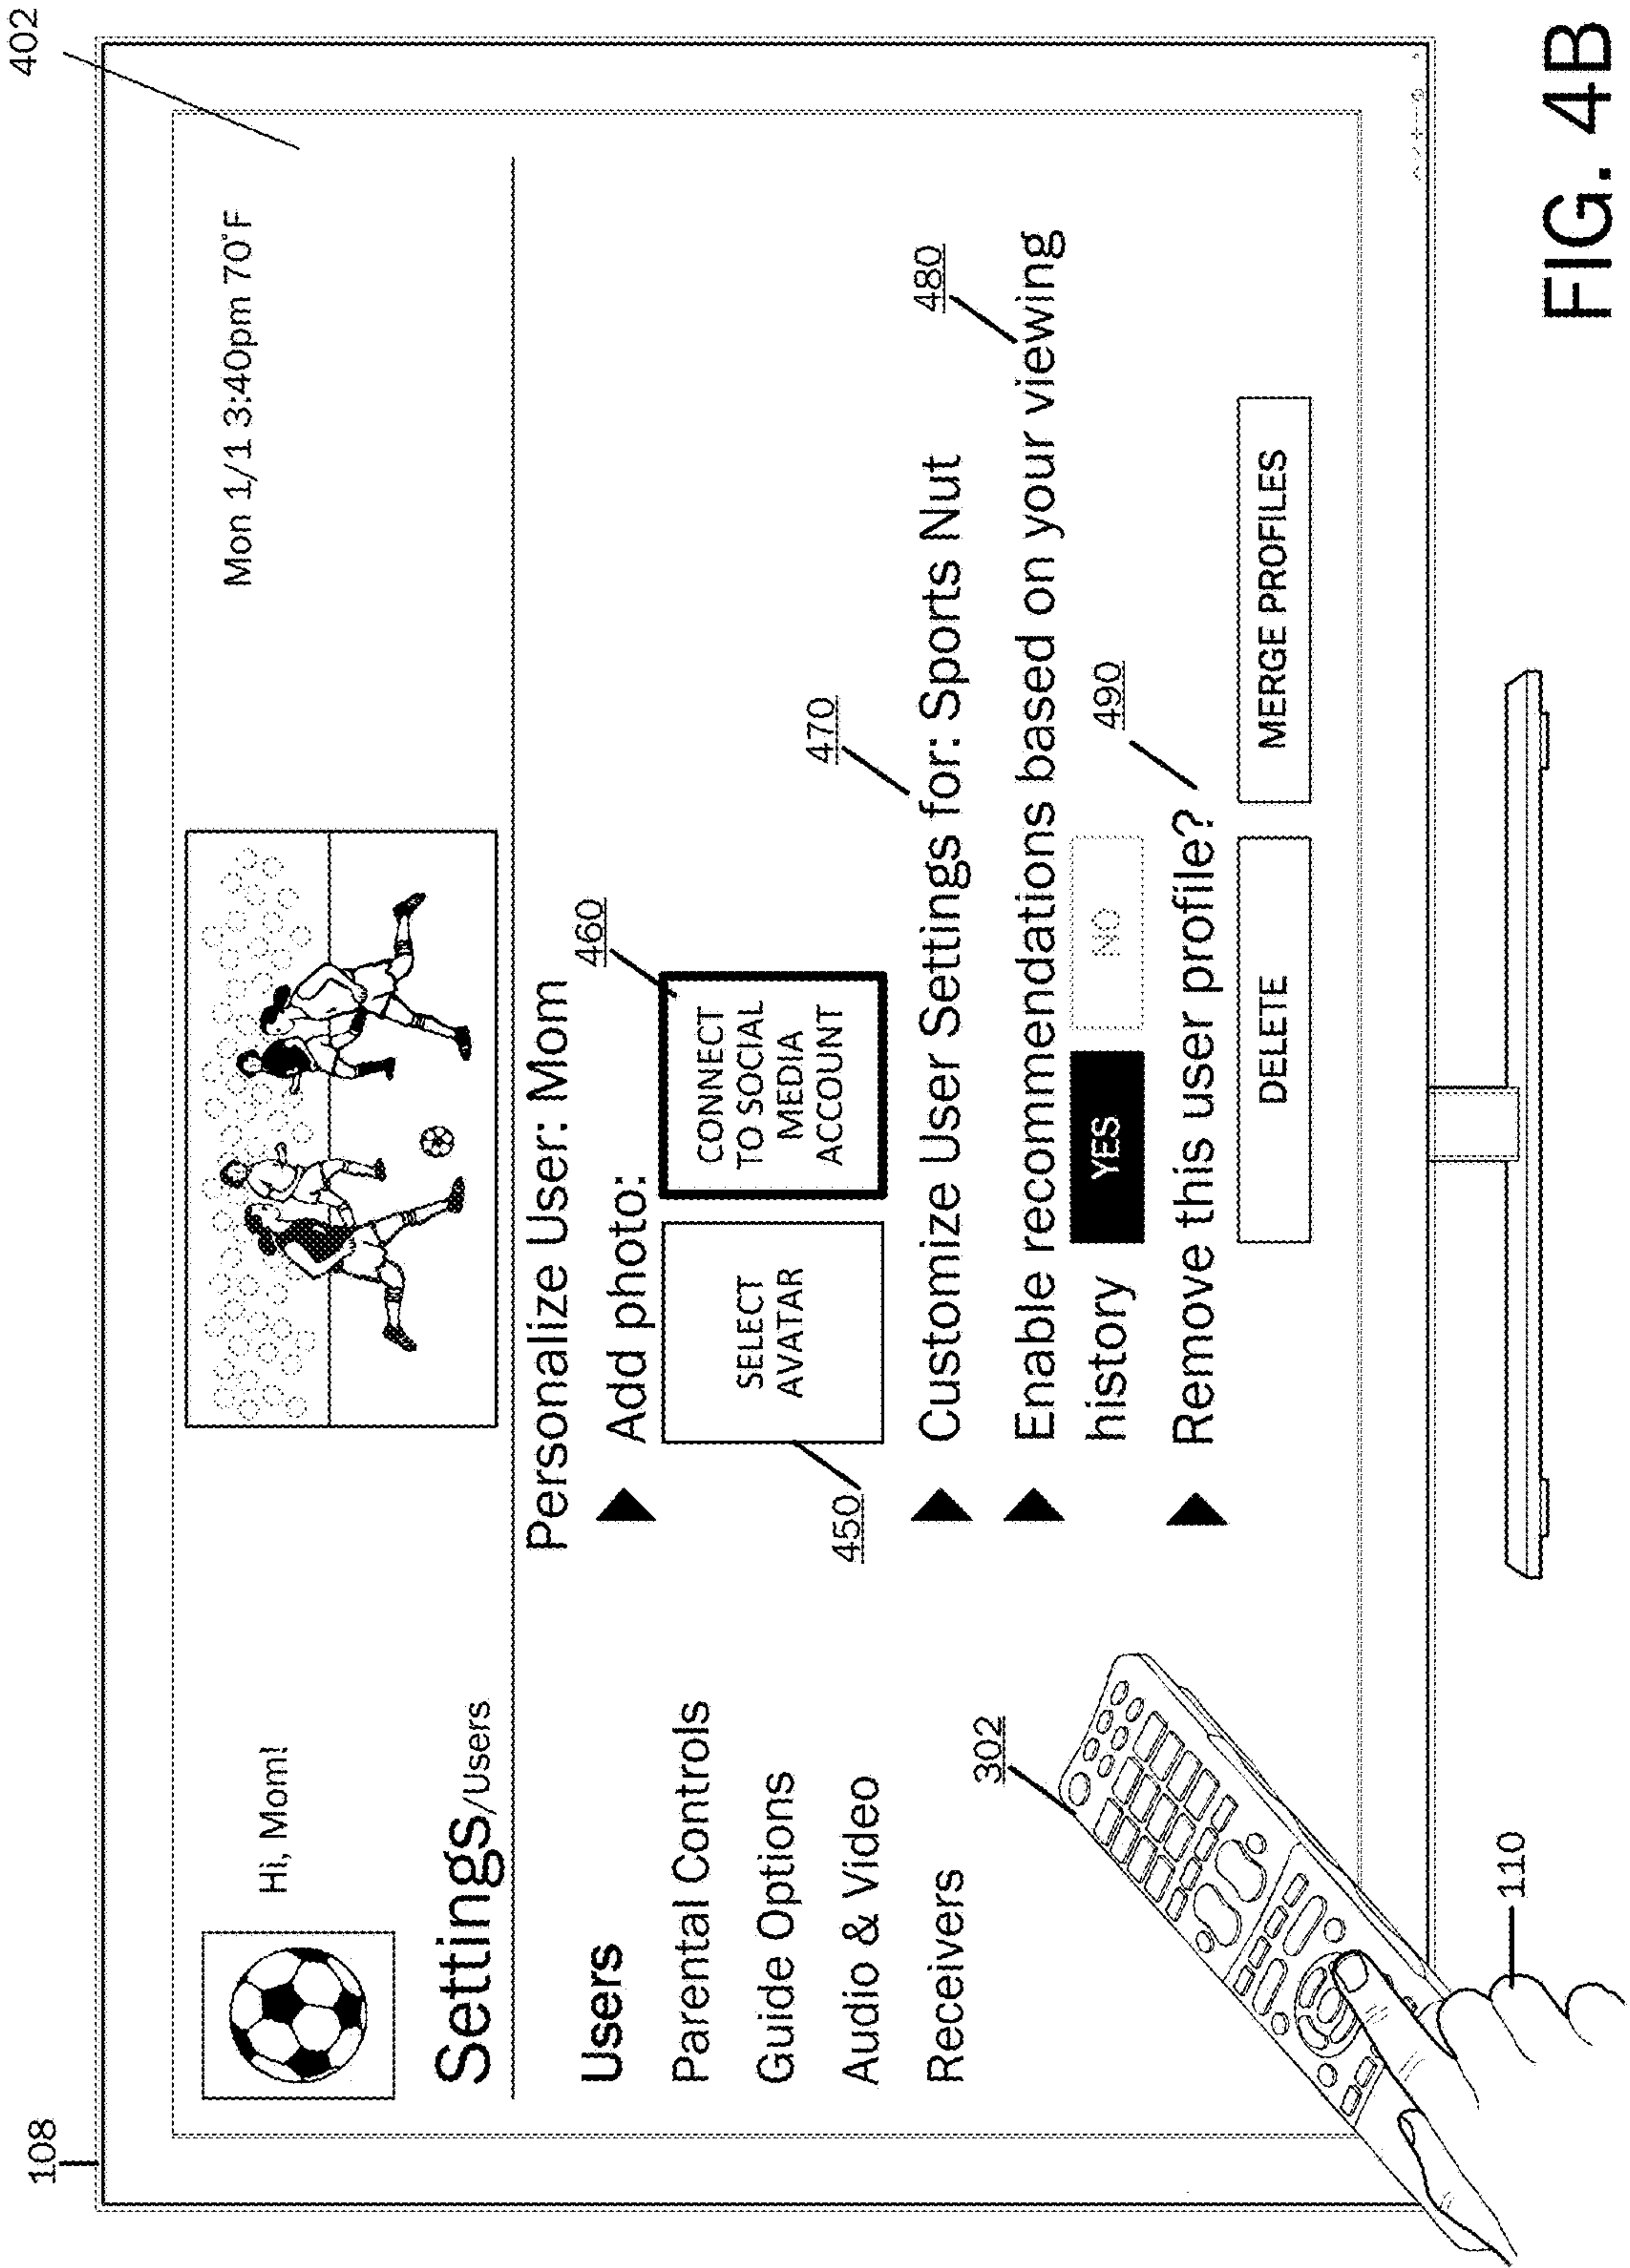 108
402
Hi, Mom!
Mon 1/1 3:40pm 70°F
Settings/Users
Users
Parental Controls
Guide Options
Audio & Video
Receivers
Personalize User: Mom
Add photo:
460
SELECT
AVATAR
CONNECT
TO SOCIAL
MEDIA
ACCOUNT
450
470
Customize User Settings for: Sports Nut
480
Enable recommendations based on your viewing
history
YES
NO
490
Remove this user profile?
DELETE
MERGE PROFILES
302
110
FIG. 4B